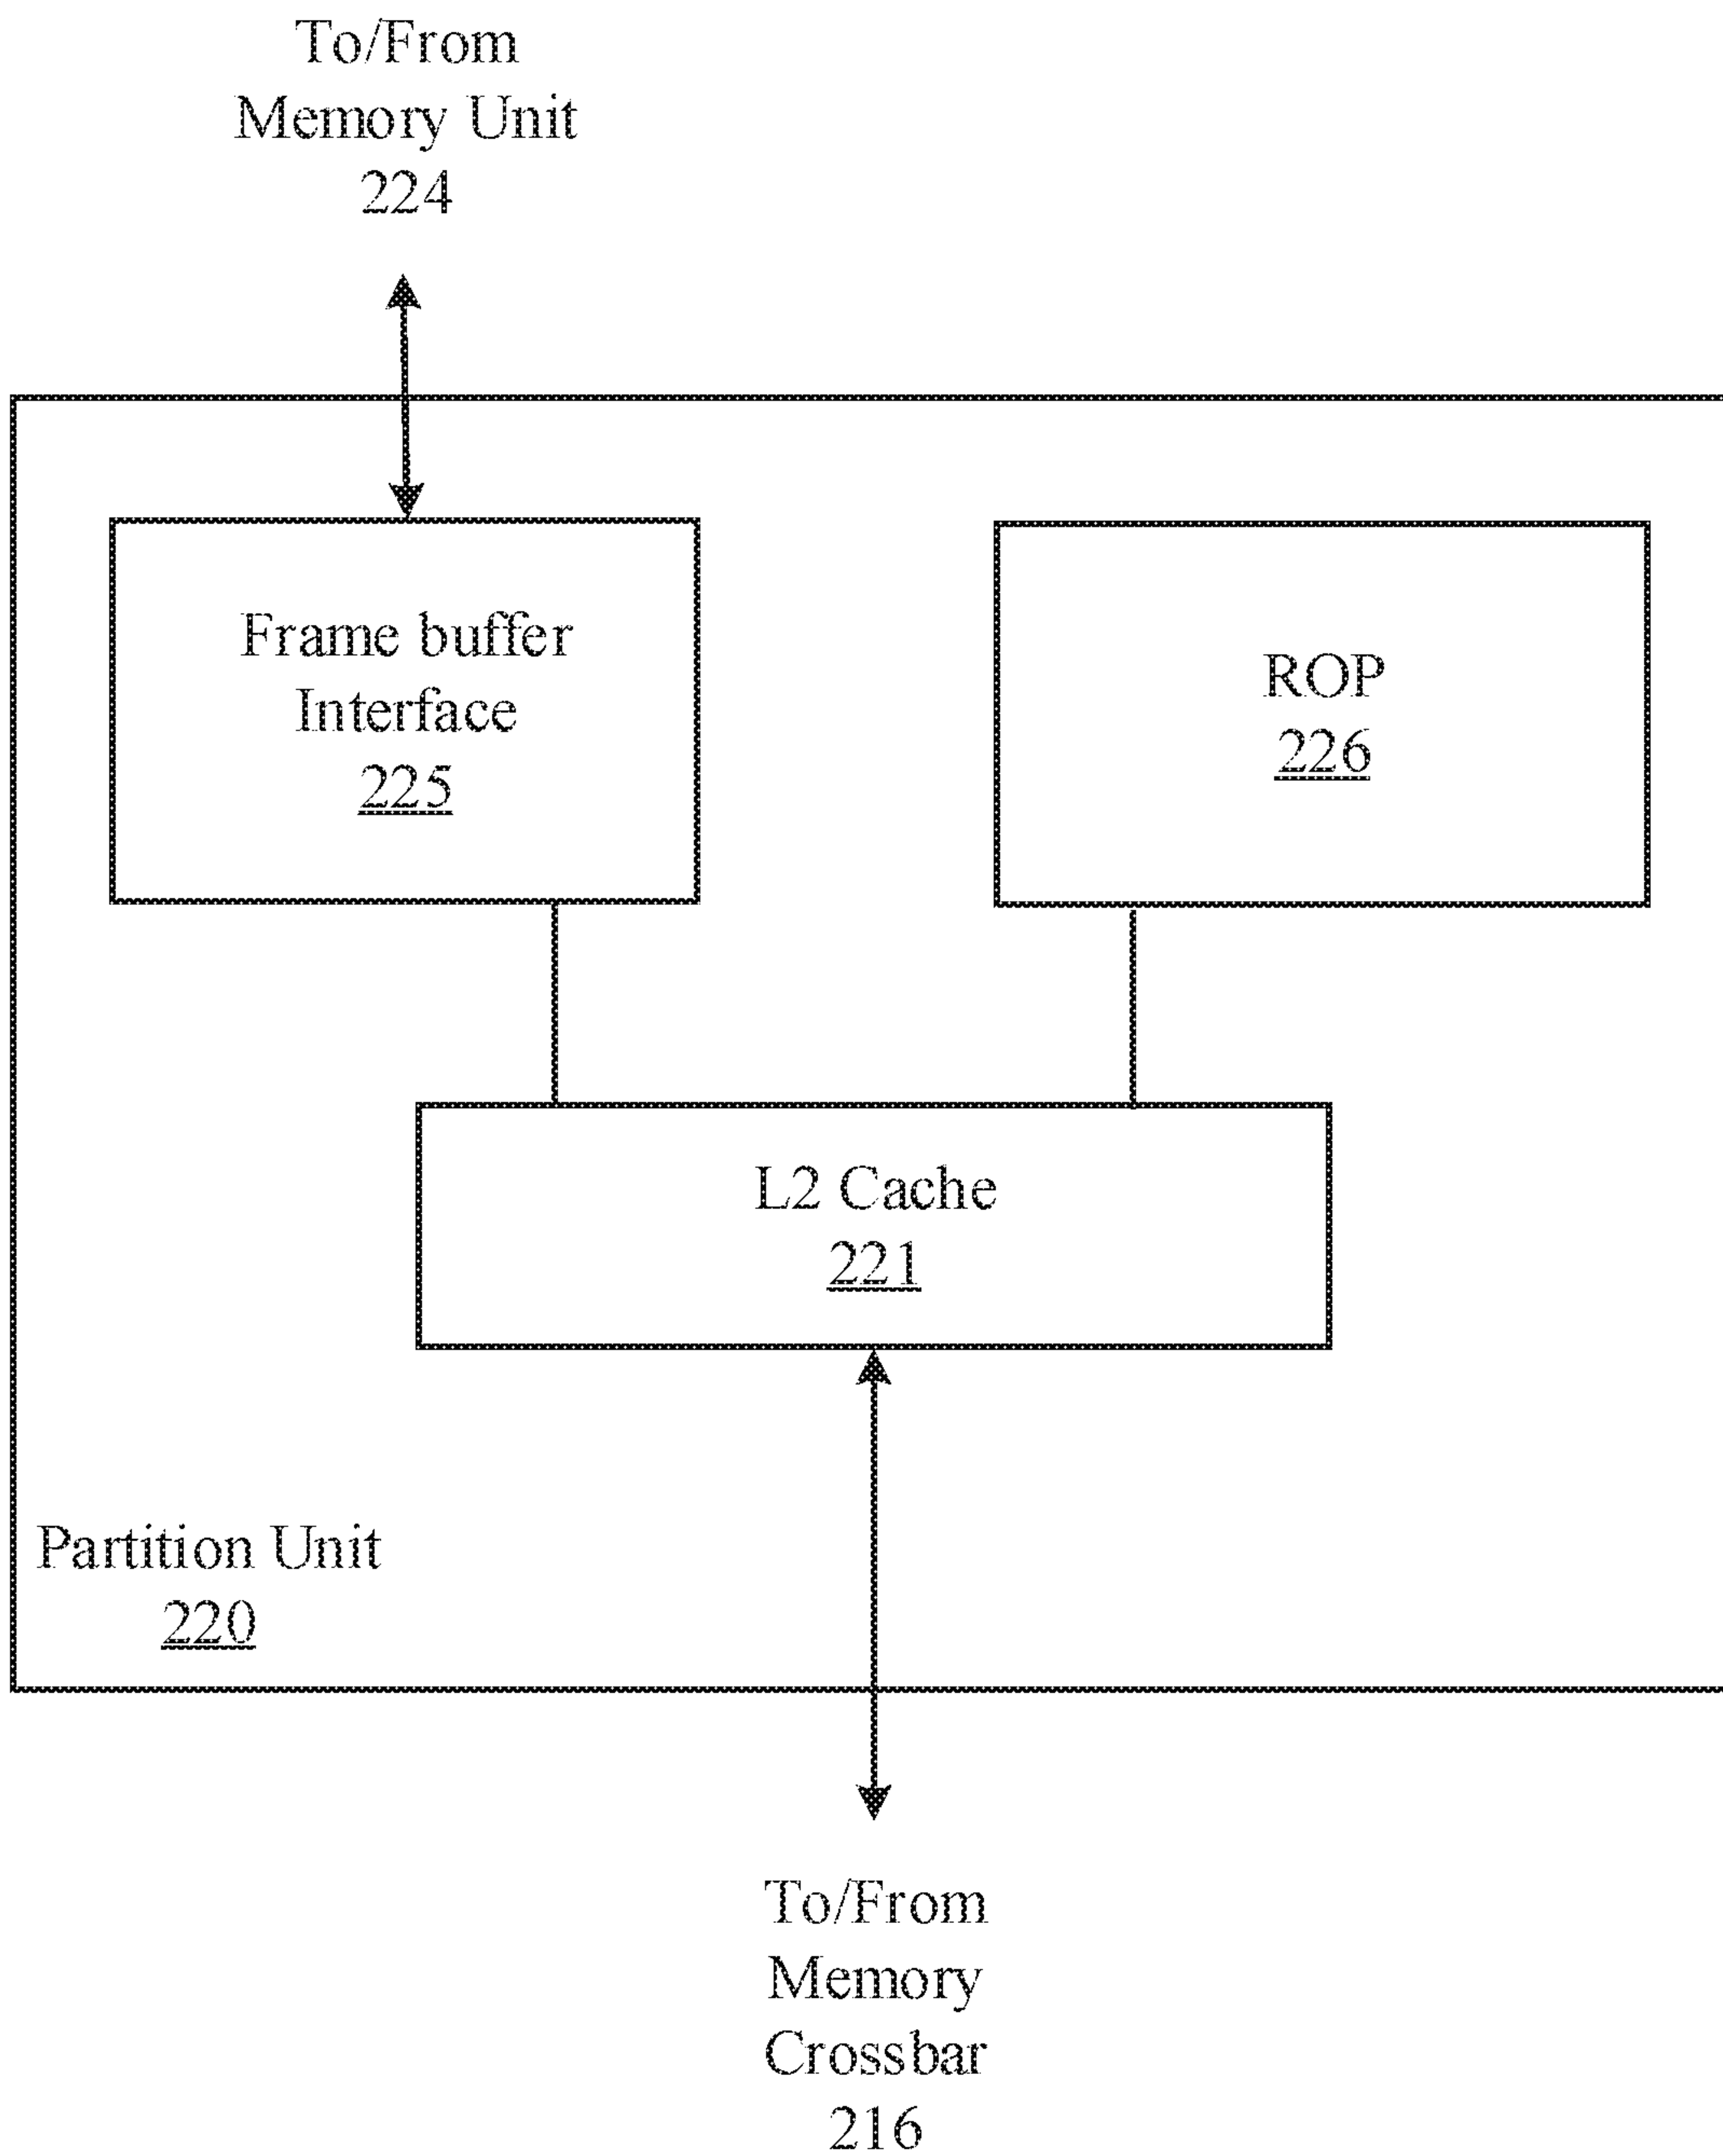 To/From
Memory Unit
224
Frame buffer
Interface
225
ROP
226
L2 Cache
221
Partition Unit
220
To/From
Memory
Crossbar
216